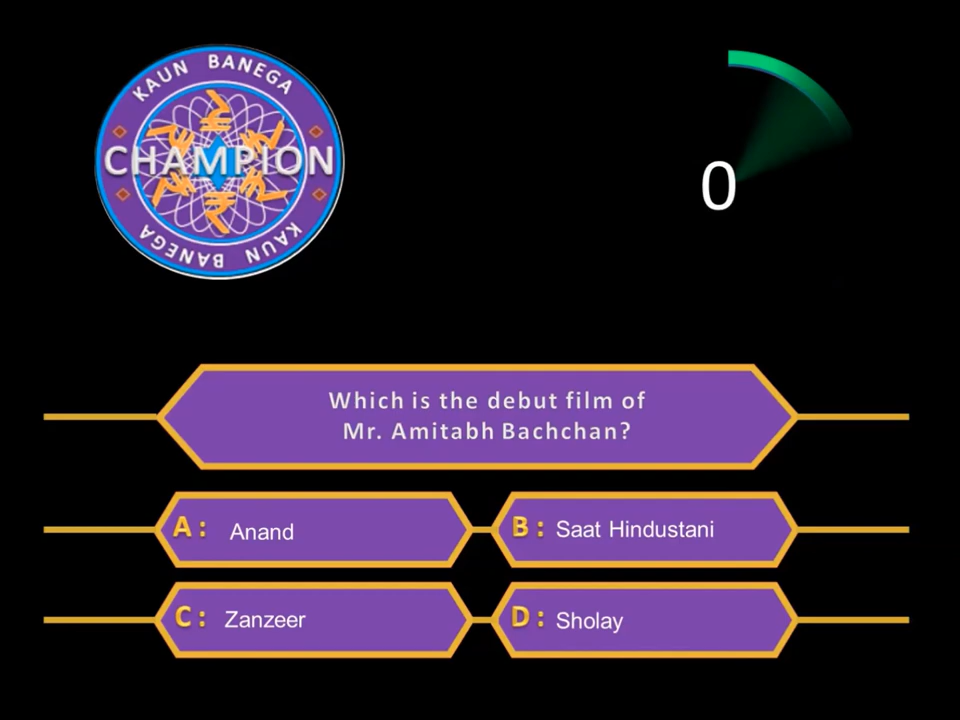 KAUN BANEGA
CHAMPION
KAUN BANEGA
0
Which is the debut film of
Mr. Amitabh Bachchan?
A : Anand
B : Saat Hindustani
C : Zanzeer
D : Sholay